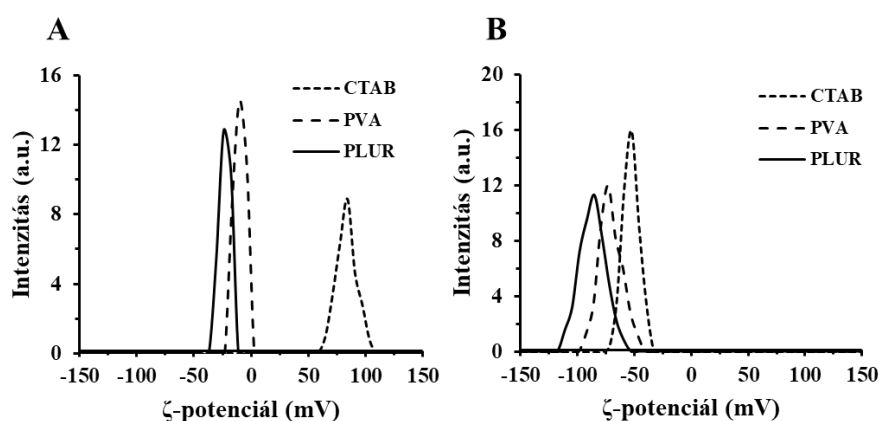 A
Intenzitás (a.u.)
16
12
8
4
0
CTAB
PVA
PLUR
-150 -100 -50 0 50 100 150
ζ-potenciál (mV)
B
Intenzitás (a.u.)
20
16
12
8
4
0
CTAB
PVA
PLUR
-150 -100 -50 0 50 100 150
ζ-potenciál (mV)